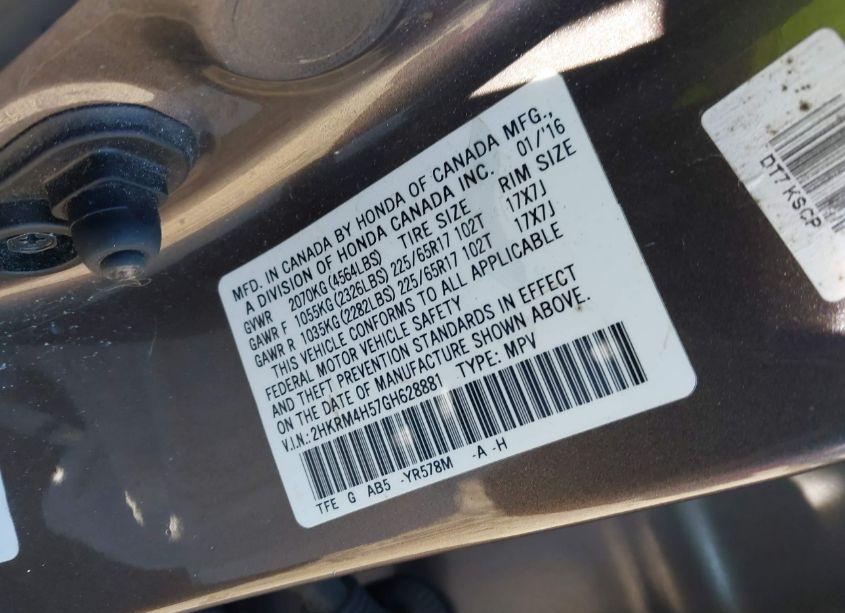 MFD. IN CANADA BY HONDA OF CANADA MFG.,
A DIVISION OF HONDA CANADA INC. 01/'16
GVWR 2070KG (4564LBS) TIRE SIZE RIM SIZE
GAWR F 1055KG (2326LBS) 225/65R17 102T 17X7J
GAWR R 1035KG (2282LBS) 225/65R17 102T 17X7J
THIS VEHICLE CONFORMS TO ALL APPLICABLE
FEDERAL MOTOR VEHICLE SAFETY
AND THEFT PREVENTION STANDARDS IN EFFECT
ON THE DATE OF MANUFACTURE SHOWN ABOVE.
V.I.N.: 2HKRM4H57GH628881 TYPE: MPV
TFE G AB5 -YR578M -A -H
DT7 KSCP